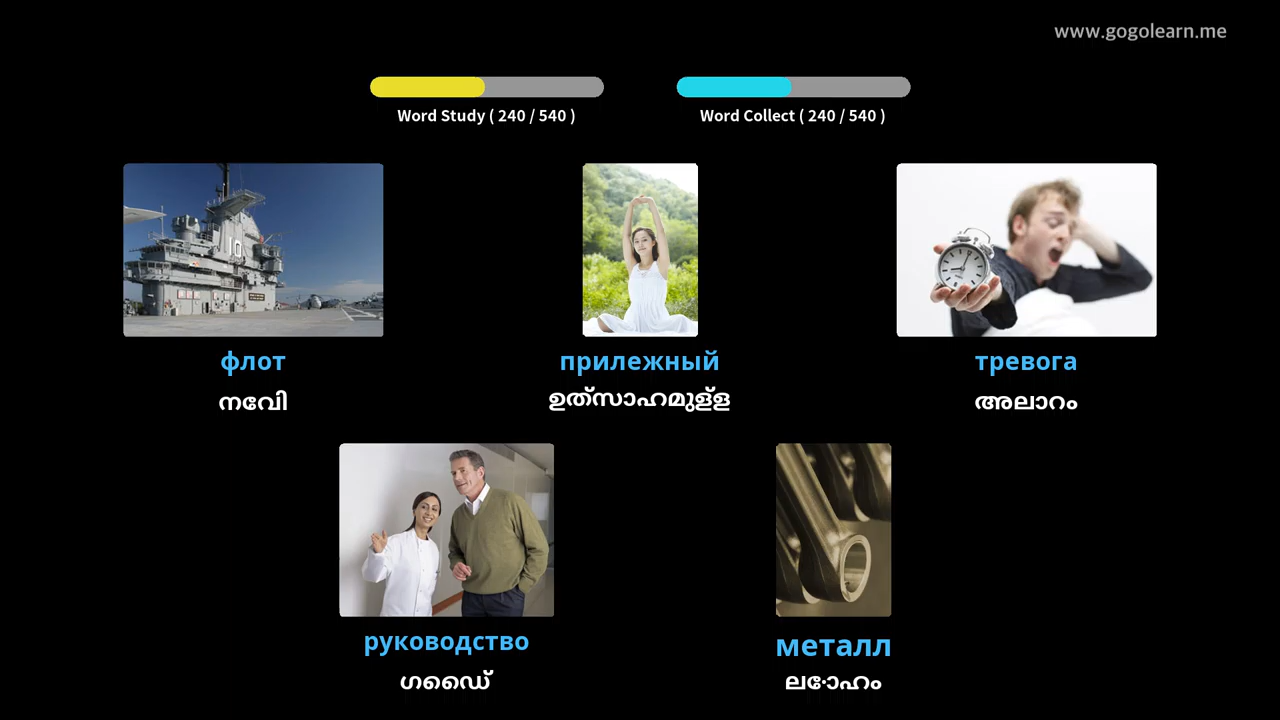 www.gogolearn.me
Word Study ( 240 / 540 )
Word Collect ( 240 / 540 )
флот
നേവി
прилежный
ഉത്സാഹമുള്ള
тревога
അലാറം
руководство
ഗൈഡ്
металл
ലോഹം